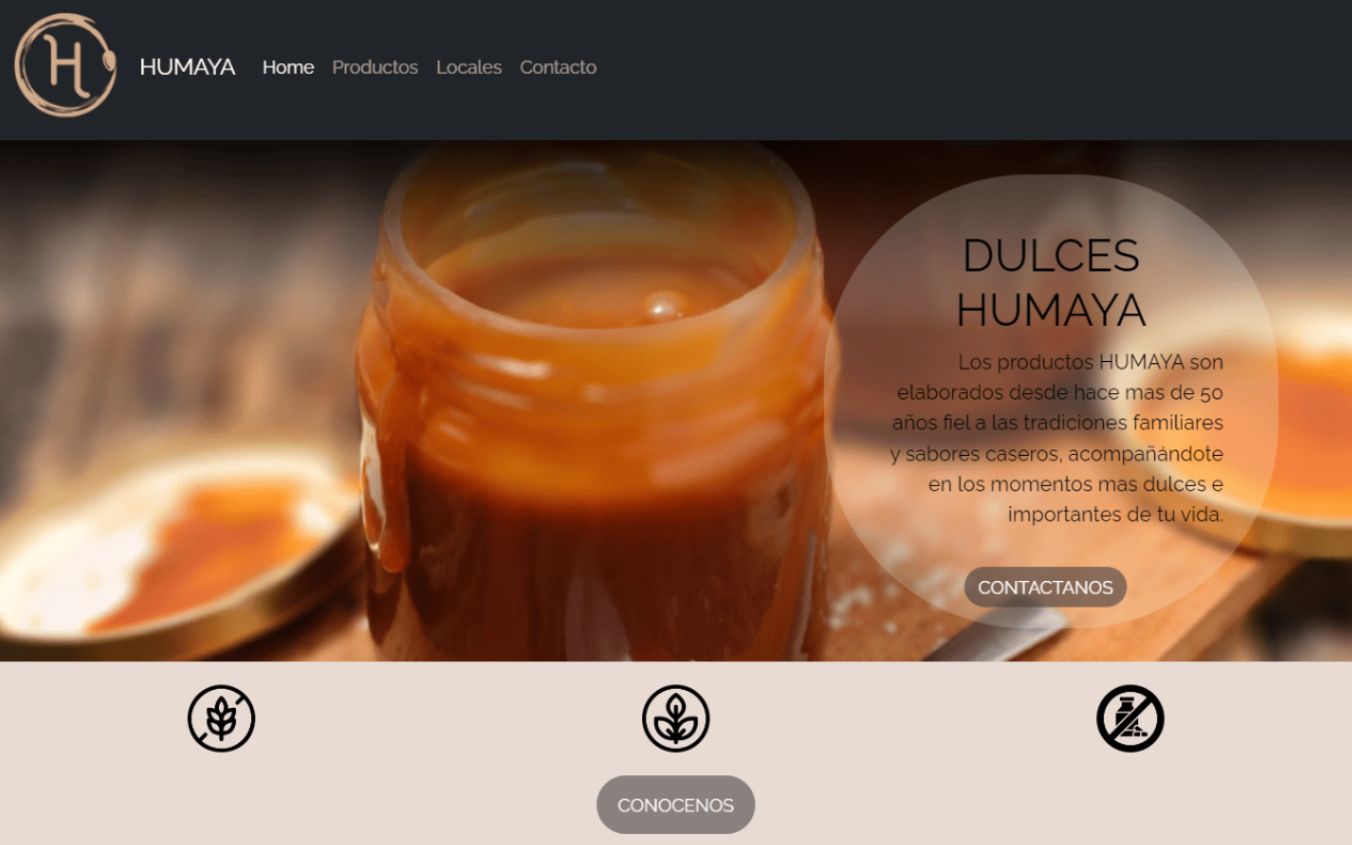 H
HUMAYA Home Productos Locales Contacto
DULCES
HUMAYA
Los productos HUMAYA son
elaborados desde hace mas de 50
años fiel a las tradiciones familiares
y sabores caseros, acompañándote
en los momentos mas dulces e
importantes de tu vida.
CONTACTANOS
CONOCENOS